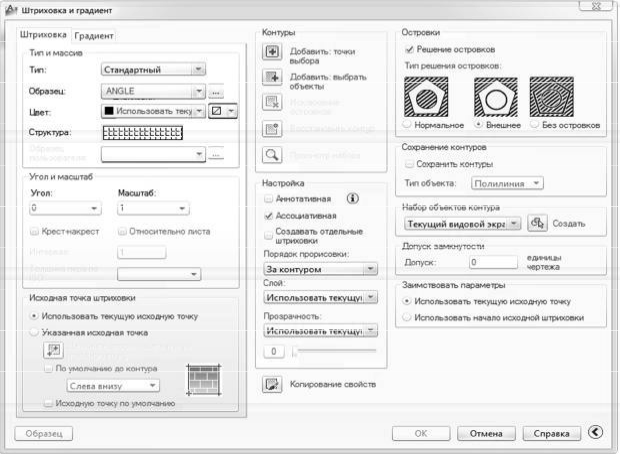 Штриховка и градиент
Штриховка
Градиент
Тип и массив
Тип:
Стандартный
Образец:
ANGLE
...
Цвет:
Использовать теку
Структура:
Образец
пользователя:
...
Угол и масштаб
Угол:
Масштаб:
0
1
Крест-накрест
Относительно листа
Интервал:
1
Толщина пера по
ISO:
Исходная точка штриховки
Использовать текущую исходную точку
Указанная исходная точка
По умолчанию до контура
Слева внизу
Исходную точку по умолчанию
Контуры
Добавить: точки
выбора
Добавить: выбрать
объекты
Исключение
островков
Восстановить контур
Просмотр набора
Настройка
Аннотативная
Ассоциативная
Создавать отдельные
штриховки
Порядок прорисовки:
За контуром
Слой:
Использовать текущу
Прозрачность:
Использовать текущу
0
Копирование свойств
Островки
Решение островков
Тип решения островков:
Нормальное
Внешнее
Без островков
Сохранение контуров
Сохранить контуры
Тип объекта:
Полилиния
Набор объектов контура
Текущий видовой экра
Создать
Допуск замкнутости
Допуск:
0
единицы
чертежа
Заимствовать параметры
Использовать текущую исходную точку
Использовать начало исходной штриховки
Образец
ОК
Отмена
Справка